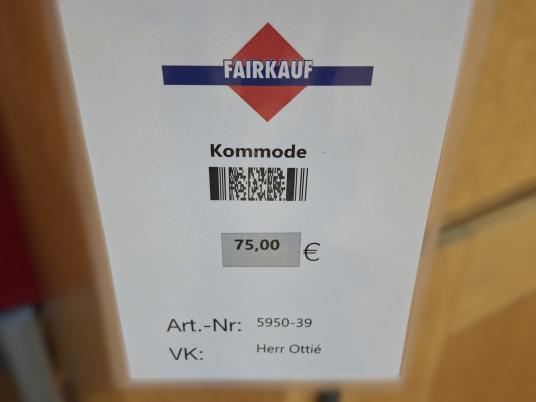 FAIRKAUF
Kommode
75,00 €
Art.-Nr: 5950-39
VK: Herr Ottié